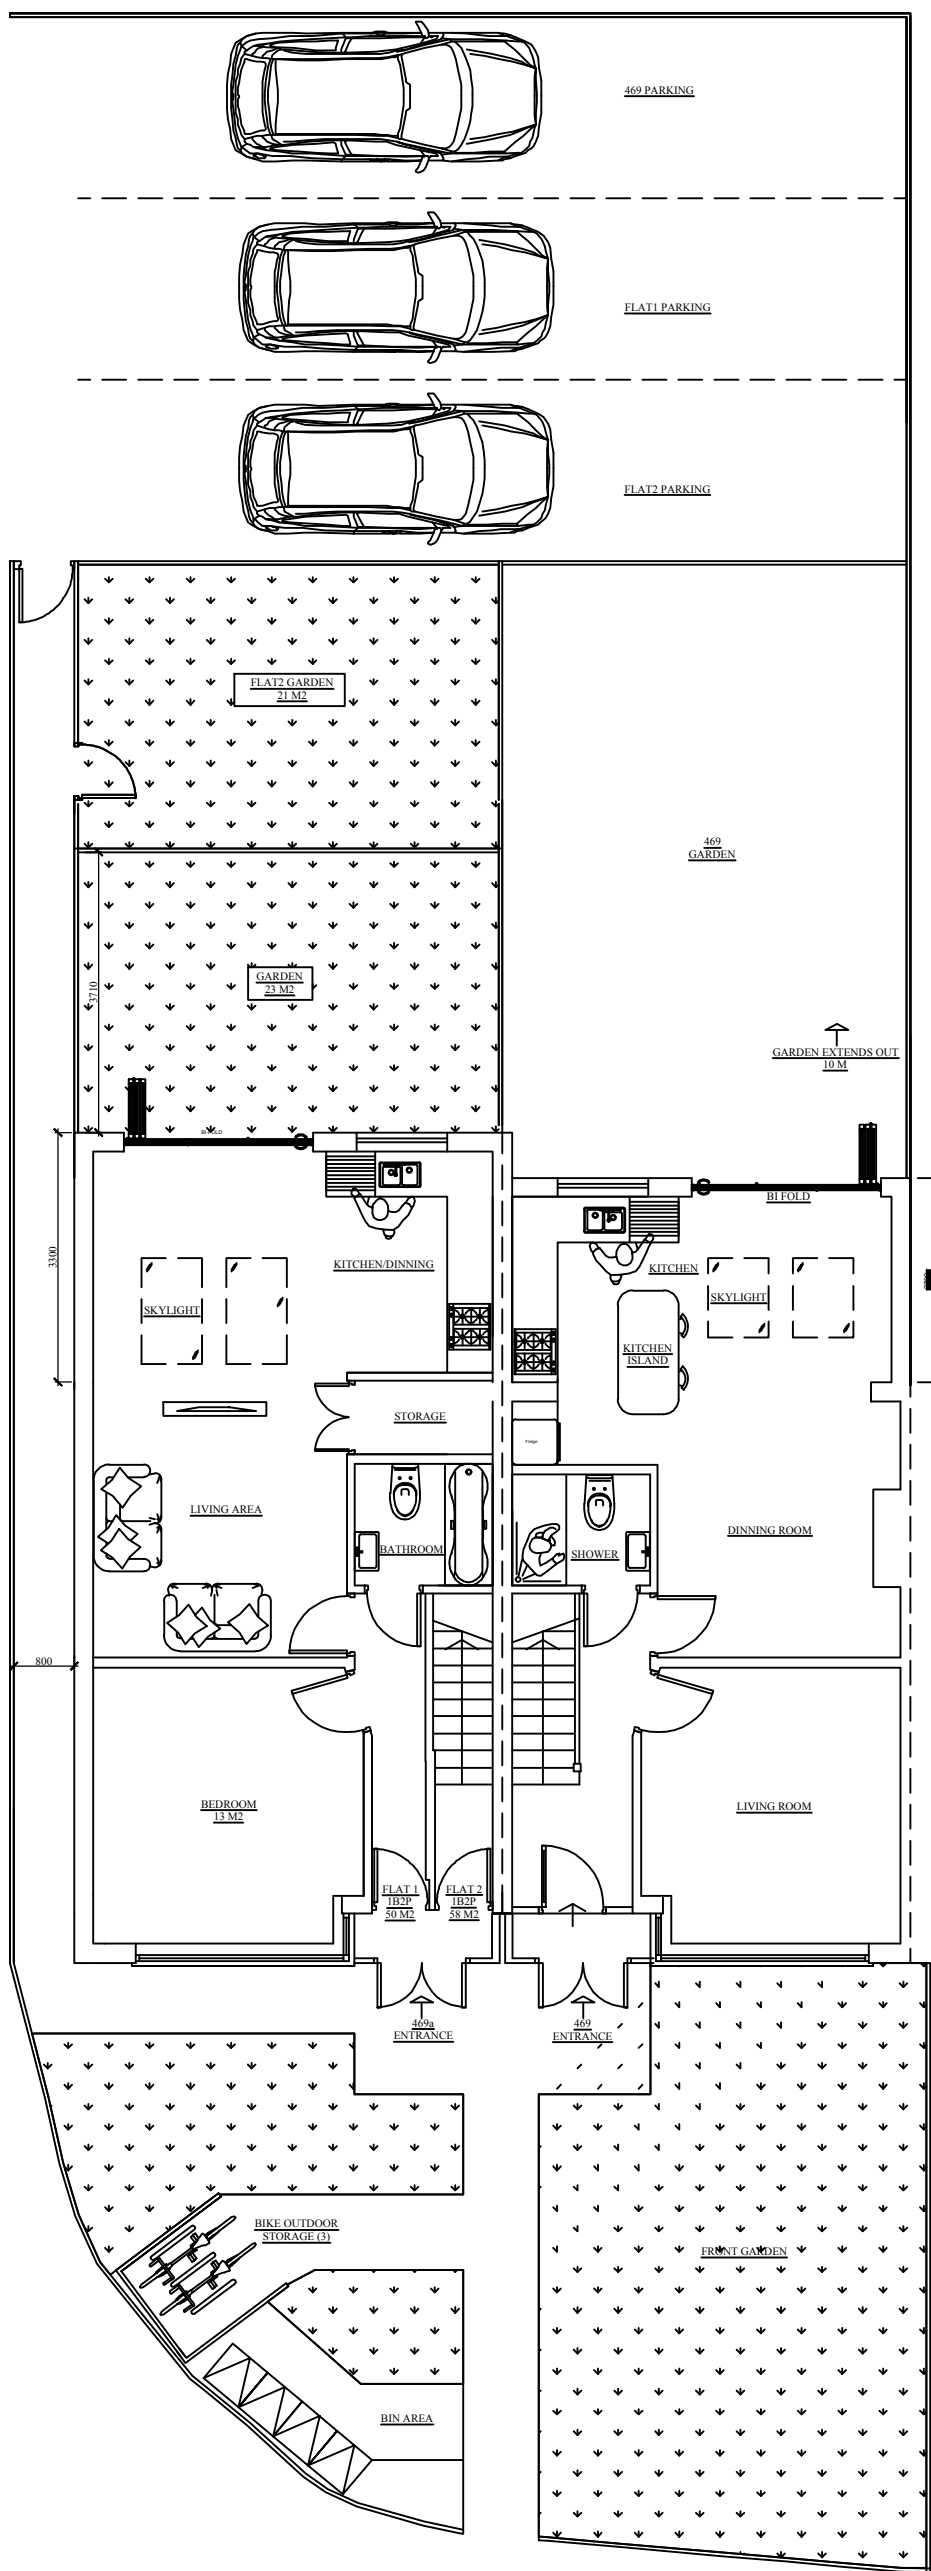 469 PARKING
FLAT1 PARKING
FLAT2 PARKING
FLAT2 GARDEN
21 M2
469
GARDEN
GARDEN
23 M2
3710
GARDEN EXTENDS OUT
10 M
BI FOLD
BI FOLD
3300
KITCHEN/DINNING
KITCHEN
SKYLIGHT
SKYLIGHT
KITCHEN
ISLAND
STORAGE
Fridge
LIVING AREA
DINNING ROOM
BATHROOM
SHOWER
800
BEDROOM
13 M2
LIVING ROOM
FLAT 1
1B2P
50 M2
FLAT 2
1B2P
58 M2
469a
ENTRANCE
469
ENTRANCE
BIKE OUTDOOR
STORAGE (3)
FRONT GARDEN
BIN AREA